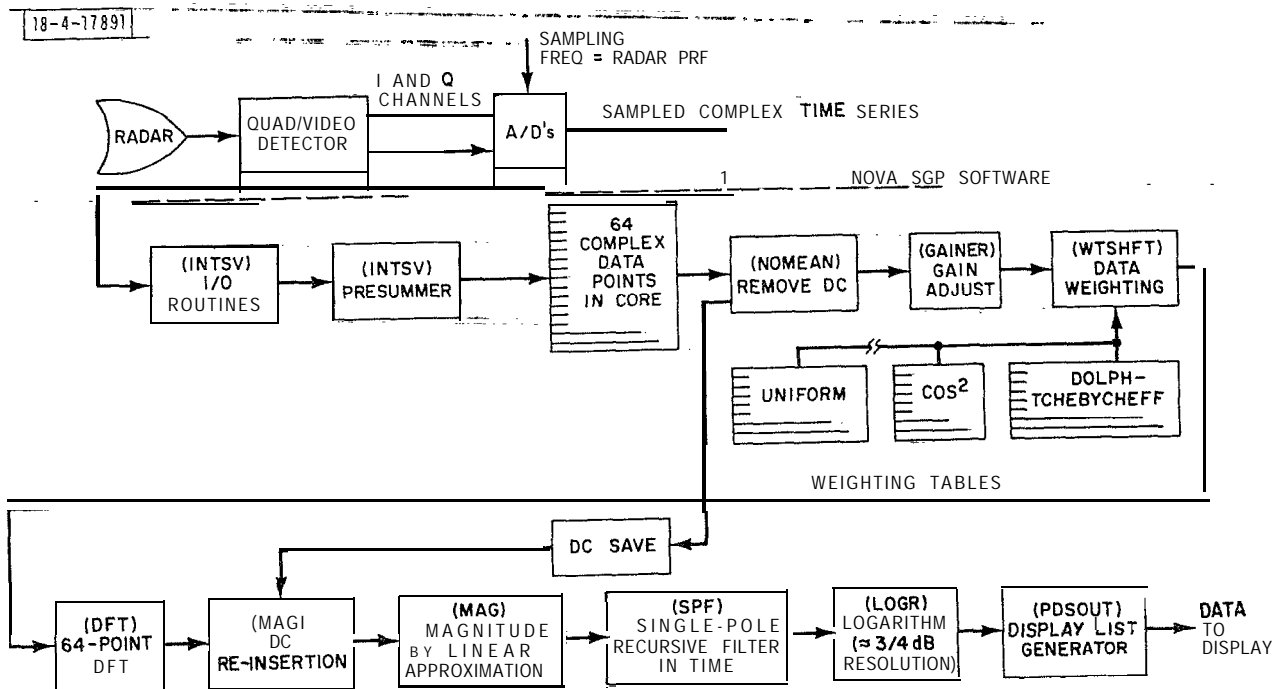 18-4-17891
SAMPLING
FREQ = RADAR PRF
I AND Q
CHANNELS
RADAR
QUAD/VIDEO
DETECTOR
A/D's
SAMPLED COMPLEX TIME SERIES
1
NOVA SGP SOFTWARE
(INTSV)
I/O
ROUTINES
(INTSV)
PRESUMMER
64
COMPLEX
DATA
POINTS
IN CORE
(NOMEAN)
REMOVE DC
(GAINER)
GAIN
ADJUST
(WTSHFT)
DATA
WEIGHTING
UNIFORM
COS²
DOLPH-
TCHEBYCHEFF
WEIGHTING TABLES
DC SAVE
(DFT)
64-POINT
DFT
(MAGI
DC
RE-INSERTION
(MAG)
MAGNITUDE
BY LINEAR
APPROXIMATION
(SPF)
SINGLE-POLE
RECURSIVE FILTER
IN TIME
(LOGR)
LOGARITHM
(≈ 3/4 dB
RESOLUTION)
(PDSOUT)
DISPLAY LIST
GENERATOR
DATA
TO
DISPLAY